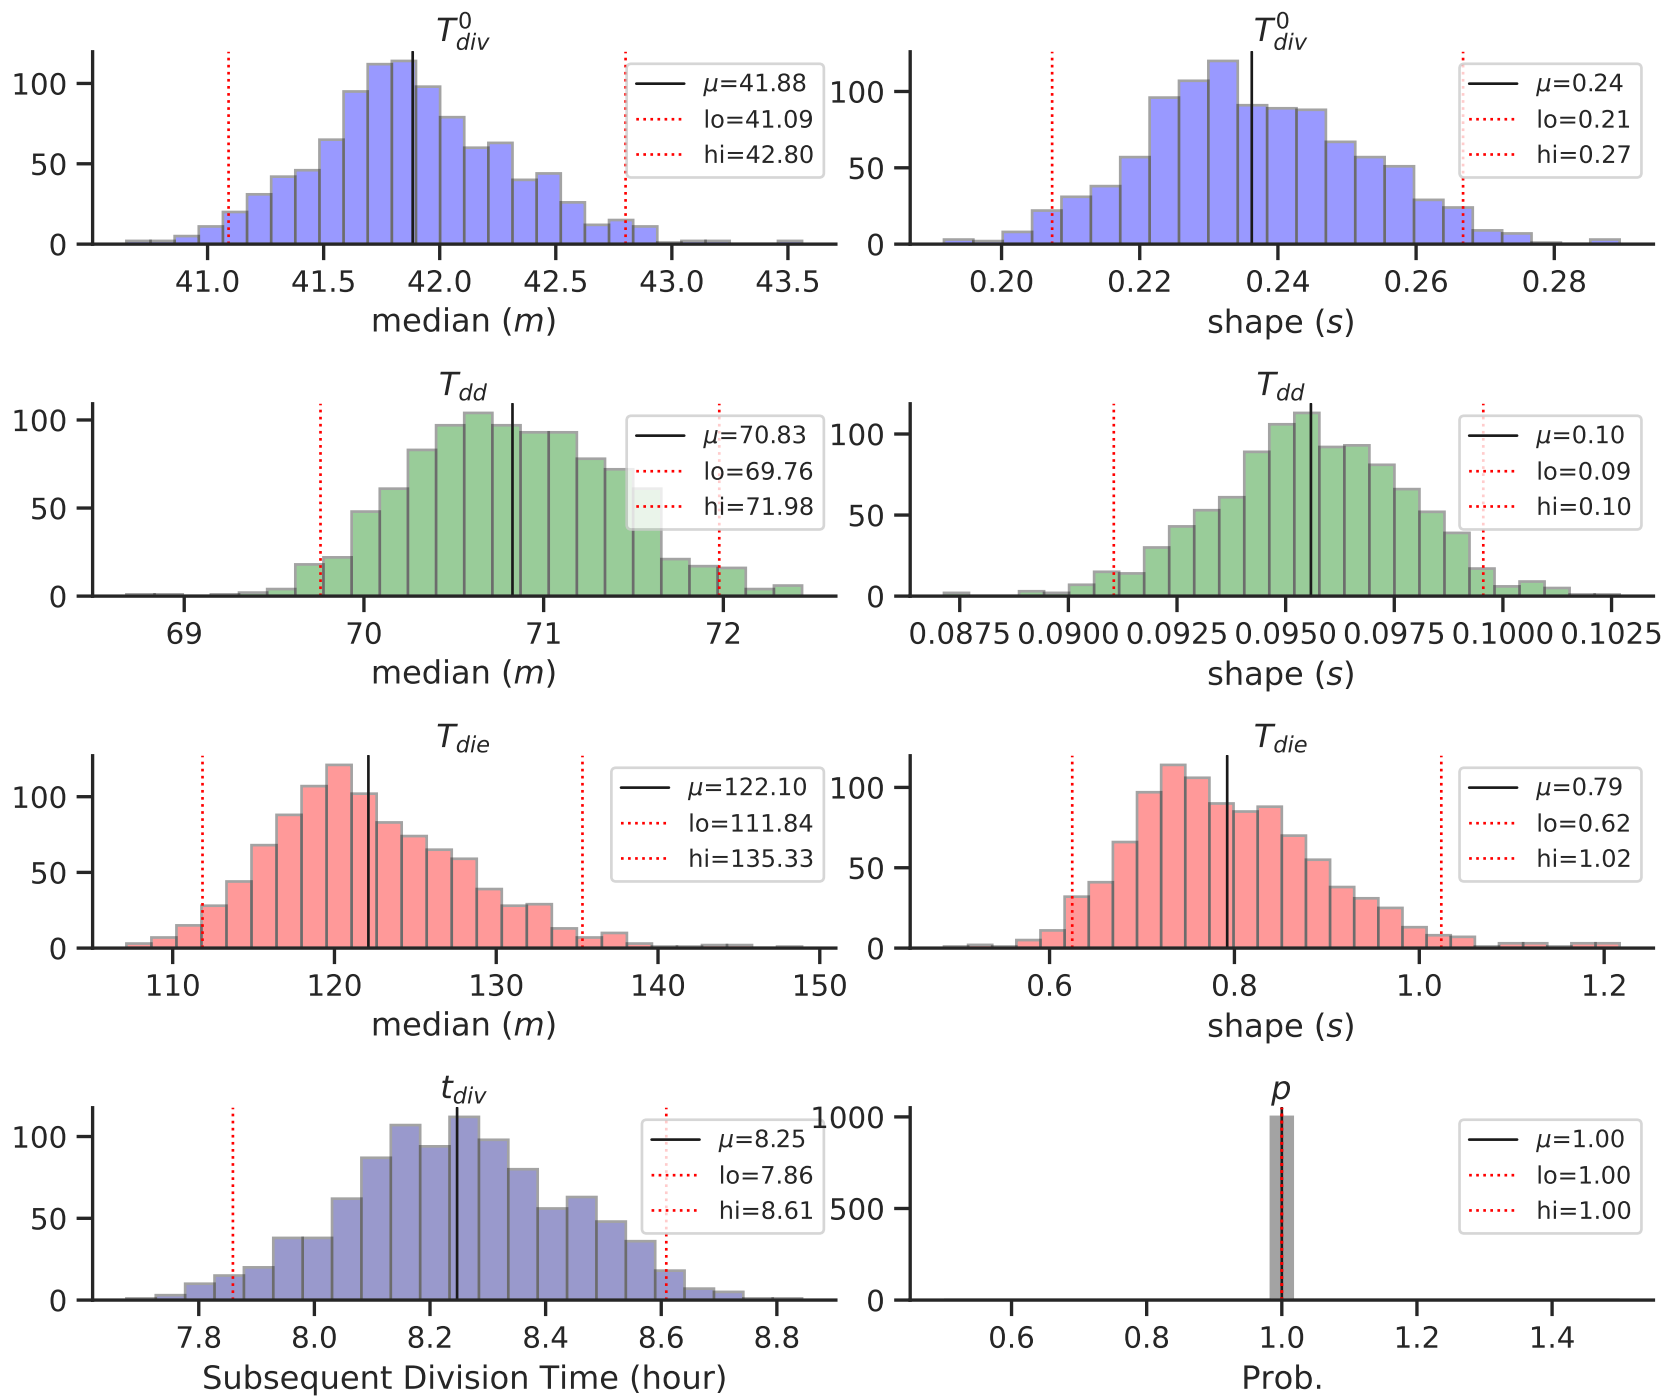 T⁰div
100
50
0
μ=41.88
lo=41.09
hi=42.80
41.0 41.5 42.0 42.5 43.0 43.5
median (m)
T⁰div
100
50
0
μ=0.24
lo=0.21
hi=0.27
0.20 0.22 0.24 0.26 0.28
shape (s)
Tdd
100
50
0
μ=70.83
lo=69.76
hi=71.98
69 70 71 72
median (m)
Tdd
100
50
0
μ=0.10
lo=0.09
hi=0.10
0.0875 0.0900 0.0925 0.0950 0.0975 0.1000 0.1025
shape (s)
Tdie
100
50
0
μ=122.10
lo=111.84
hi=135.33
110 120 130 140 150
median (m)
Tdie
100
50
0
μ=0.79
lo=0.62
hi=1.02
0.6 0.8 1.0 1.2
shape (s)
tdiv
100
50
0
μ=8.25
lo=7.86
hi=8.61
7.8 8.0 8.2 8.4 8.6 8.8
Subsequent Division Time (hour)
p
1000
500
0
μ=1.00
lo=1.00
hi=1.00
0.6 0.8 1.0 1.2 1.4
Prob.